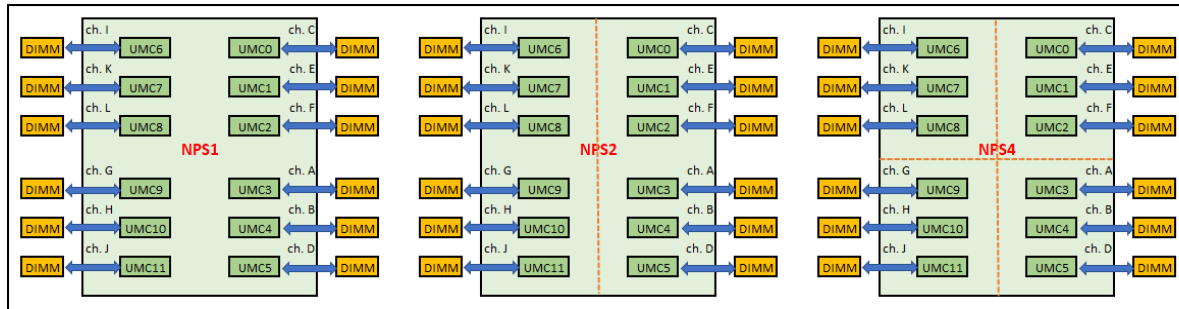 ch. I ch. C ch. I ch. C ch. I ch. C
DIMM UMC6 UMC0 DIMM DIMM UMC6 UMC0 DIMM DIMM UMC6 UMC0 DIMM
ch. K ch. E ch. K ch. E ch. K ch. E
DIMM UMC7 UMC1 DIMM DIMM UMC7 UMC1 DIMM DIMM UMC7 UMC1 DIMM
ch. L ch. F ch. L ch. F ch. L ch. F
DIMM UMC8 UMC2 DIMM DIMM UMC8 UMC2 DIMM DIMM UMC8 UMC2 DIMM
NPS1 NPS2 NPS4
ch. G ch. A ch. G ch. A ch. G ch. A
DIMM UMC9 UMC3 DIMM DIMM UMC9 UMC3 DIMM DIMM UMC9 UMC3 DIMM
ch. H ch. B ch. H ch. B ch. H ch. B
DIMM UMC10 UMC4 DIMM DIMM UMC10 UMC4 DIMM DIMM UMC10 UMC4 DIMM
ch. J ch. D ch. J ch. D ch. J ch. D
DIMM UMC11 UMC5 DIMM DIMM UMC11 UMC5 DIMM DIMM UMC11 UMC5 DIMM